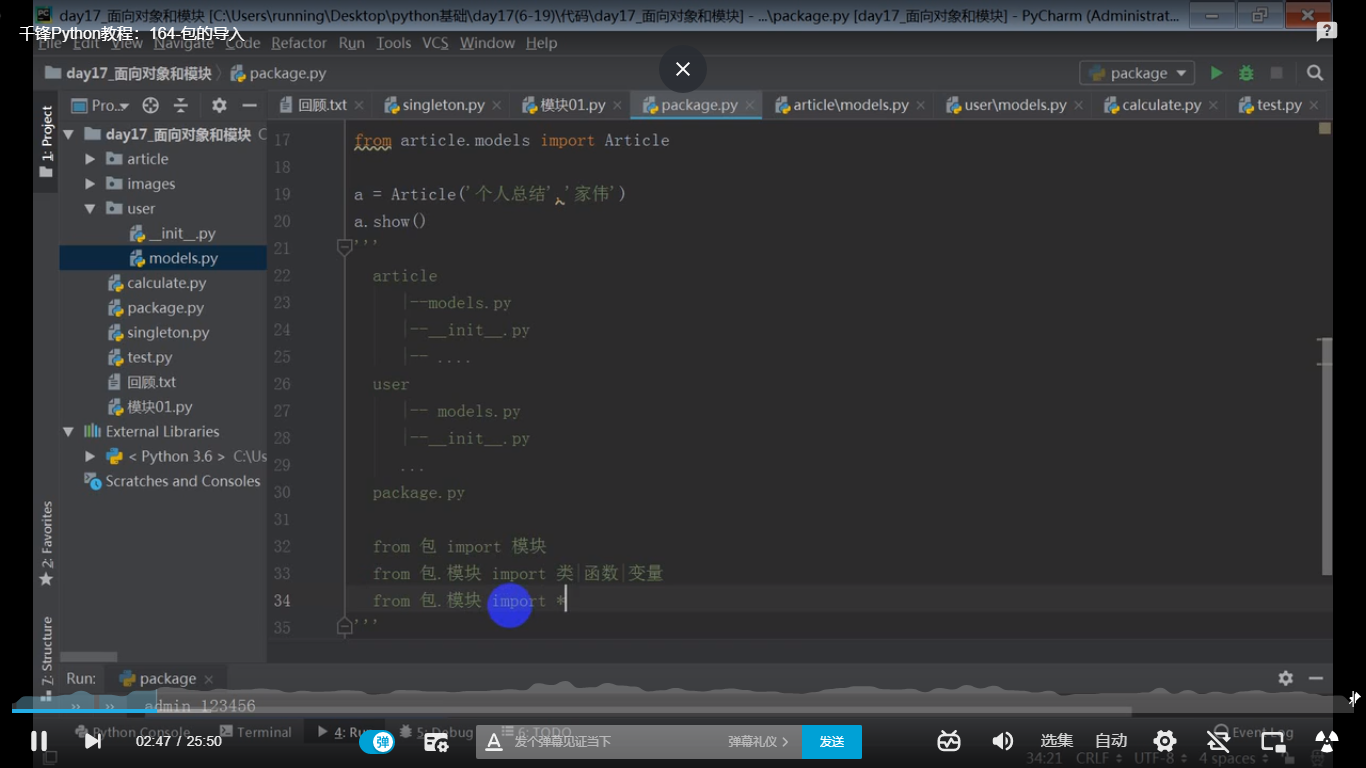 day17_面向对象和模块 [C:\Users\running\Desktop\python基础\day17(6-19)\代码\day17_面向对象和模块] - ...\package.py [day17_面向对象和模块] - PyCharm (Administrat...
千锋Python教程：164-包的导入
File Edit View Navigate Code Refactor Run Tools VCS Window Help
day17_面向对象和模块 package.py
package
Pro...
回顾.txt singleton.py 模块01.py package.py article\models.py user\models.py calculate.py test.py
1: Project
day17_面向对象和模块
article
images
user
__init__.py
models.py
calculate.py
package.py
singleton.py
test.py
回顾.txt
模块01.py
External Libraries
< Python 3.6 > C:\Us
Scratches and Consoles
2: Favorites
7: Structure
17 from article.models import Article
18
19 a = Article('个人总结','家伟')
20 a.show()
21 '''
22 article
23 |--models.py
24 |--__init__.py
25 |-- ....
26 user
27 |-- models.py
28 |--__init__.py
29 ...
30 package.py
31
32 from 包 import 模块
33 from 包.模块 import 类|函数|变量
34 from 包.模块 import *
35 '''
Run: package
admin 123456
Python Console Terminal 4: Ru 5: Debug 6: TODO Event Log
02:47 / 25:50
弹
发个弹幕见证当下
弹幕礼仪 >
发送
选集
自动
34:21 CRLF UTF-8 4 spaces